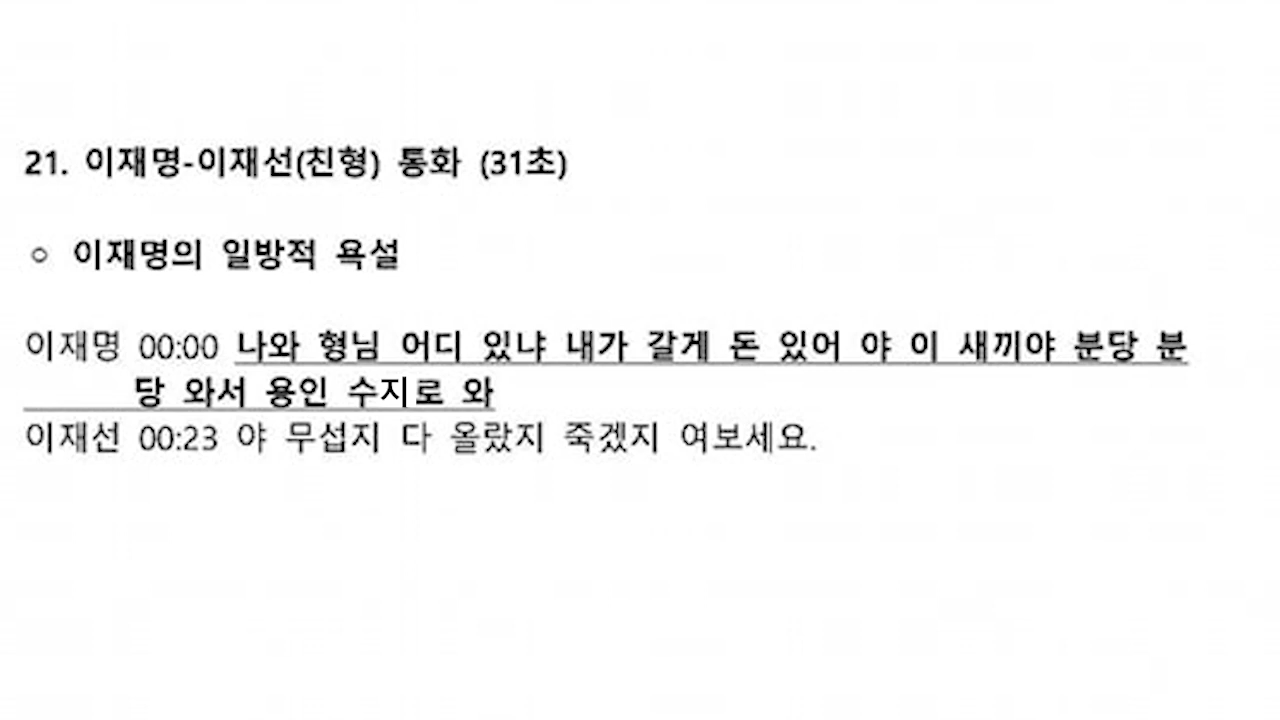 21. 이재명-이재선(친형) 통화 (31초)
○ 이재명의 일방적 욕설
이재명 00:00 나와 형님 어디 있냐 내가 갈게 돈 있어 야 이 새끼야 분당 분
당 와서 용인 수지로 와
이재선 00:23 야 무섭지 다 올랐지 죽겠지 여보세요.